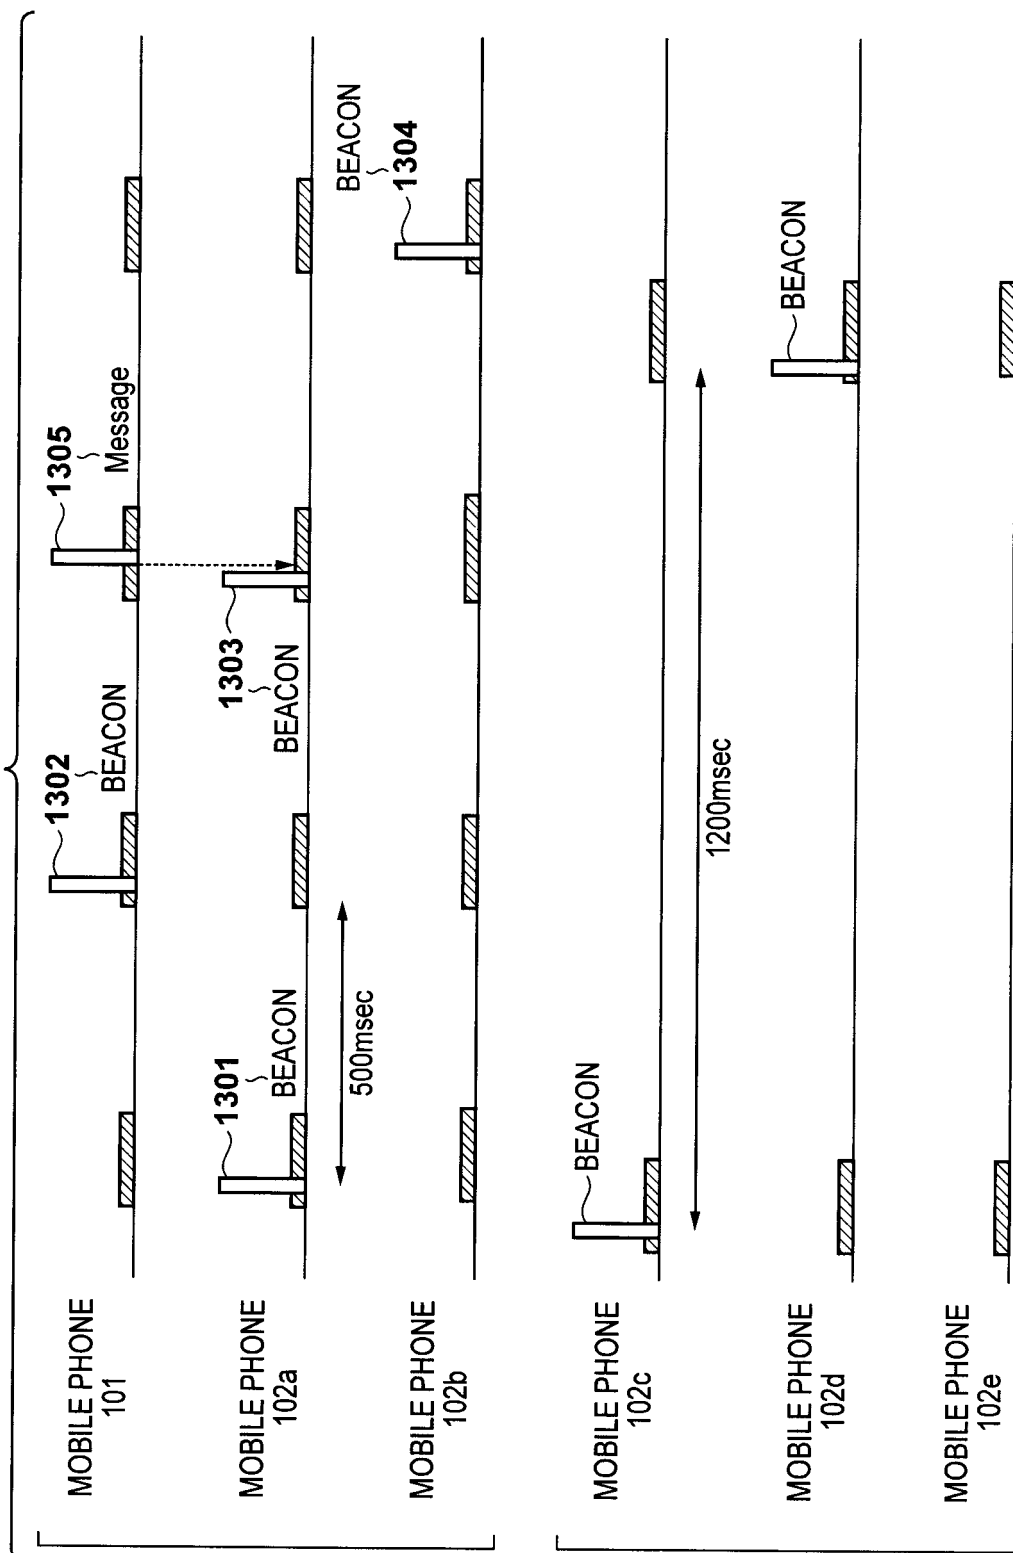 MOBILE PHONE
101
1302
BEACON
1305
Message
MOBILE PHONE
102a
1301
BEACON
500msec
1303
BEACON
MOBILE PHONE
102b
BEACON
1304
MOBILE PHONE
102c
BEACON
1200msec
MOBILE PHONE
102d
BEACON
MOBILE PHONE
102e